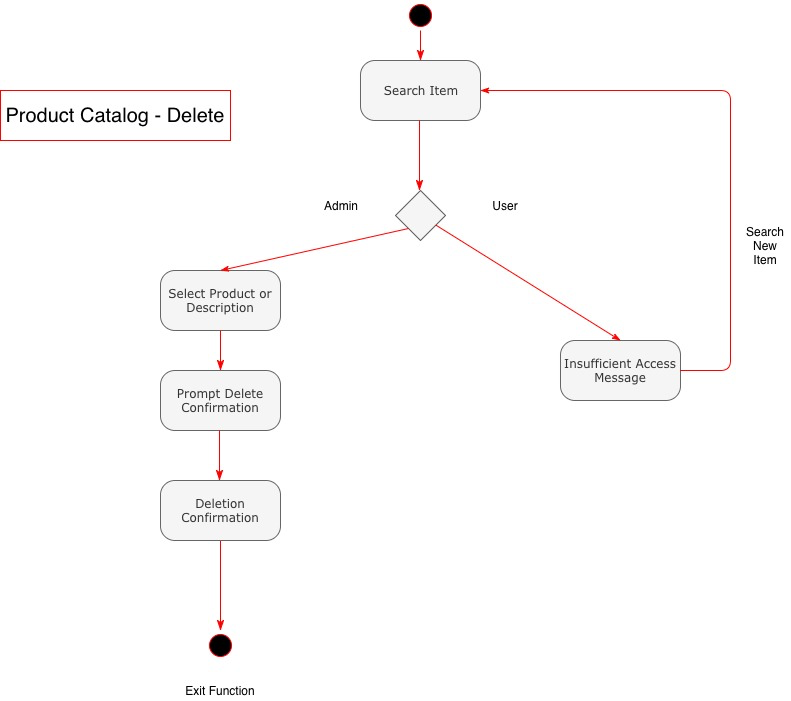 Search Item
Product Catalog - Delete
Admin
User
Search
New
Item
Select Product or
Description
Insufficient Access
Message
Prompt Delete
Confirmation
Deletion
Confirmation
Exit Function